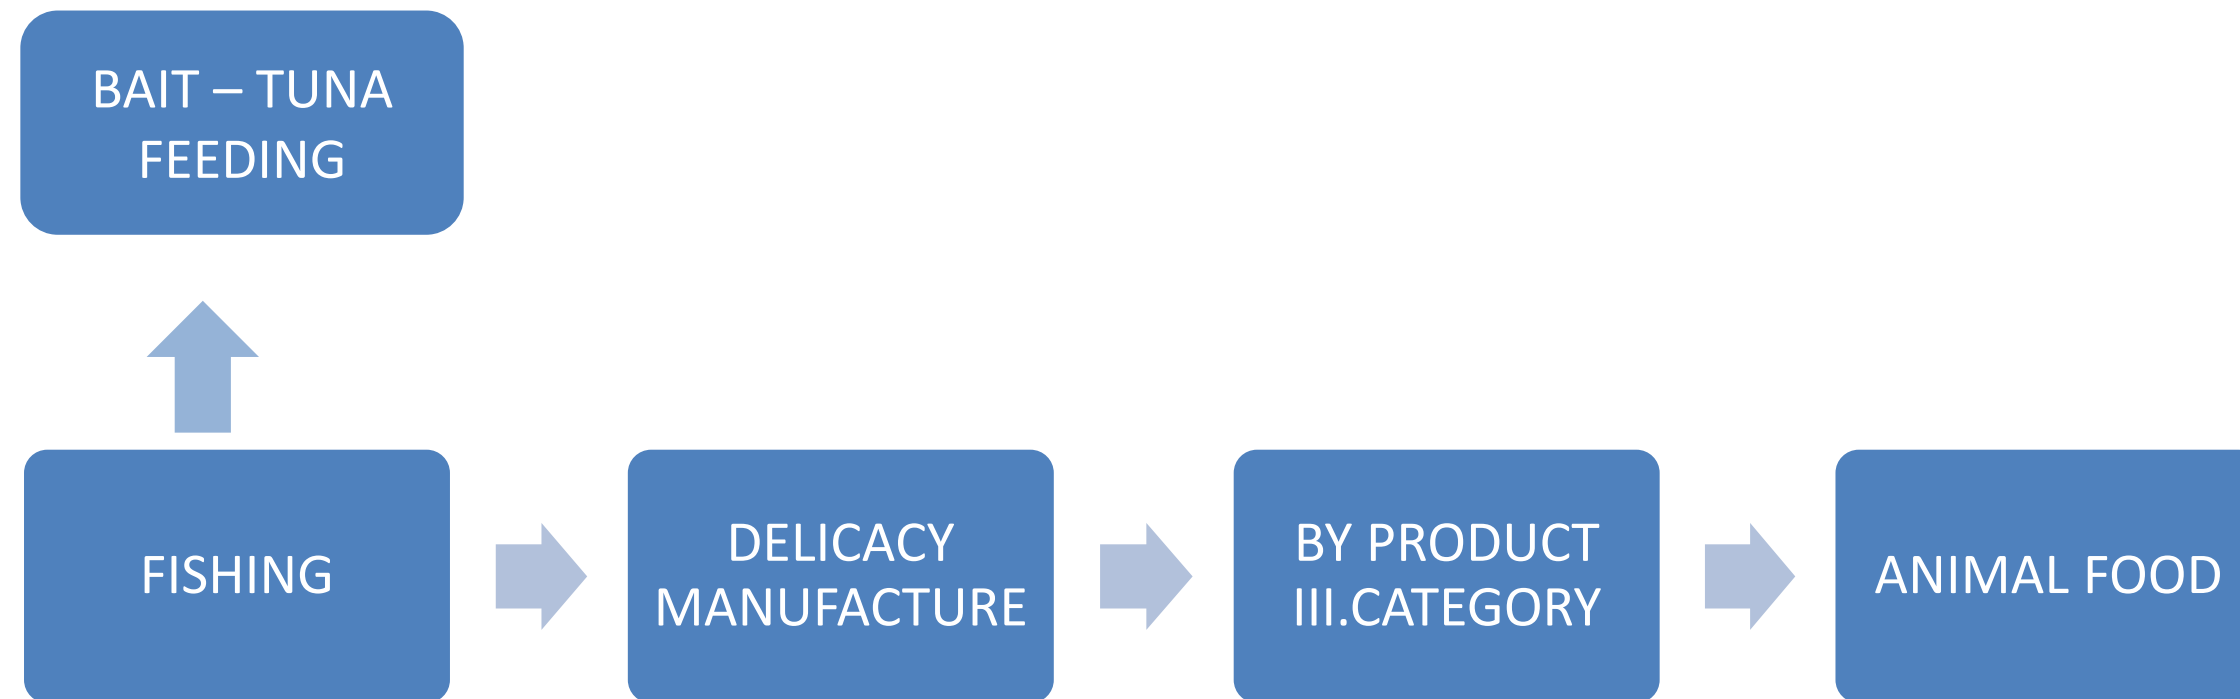 BAIT – TUNA
FEEDING
FISHING
DELICACY
MANUFACTURE
BY PRODUCT
III.CATEGORY
ANIMAL FOOD